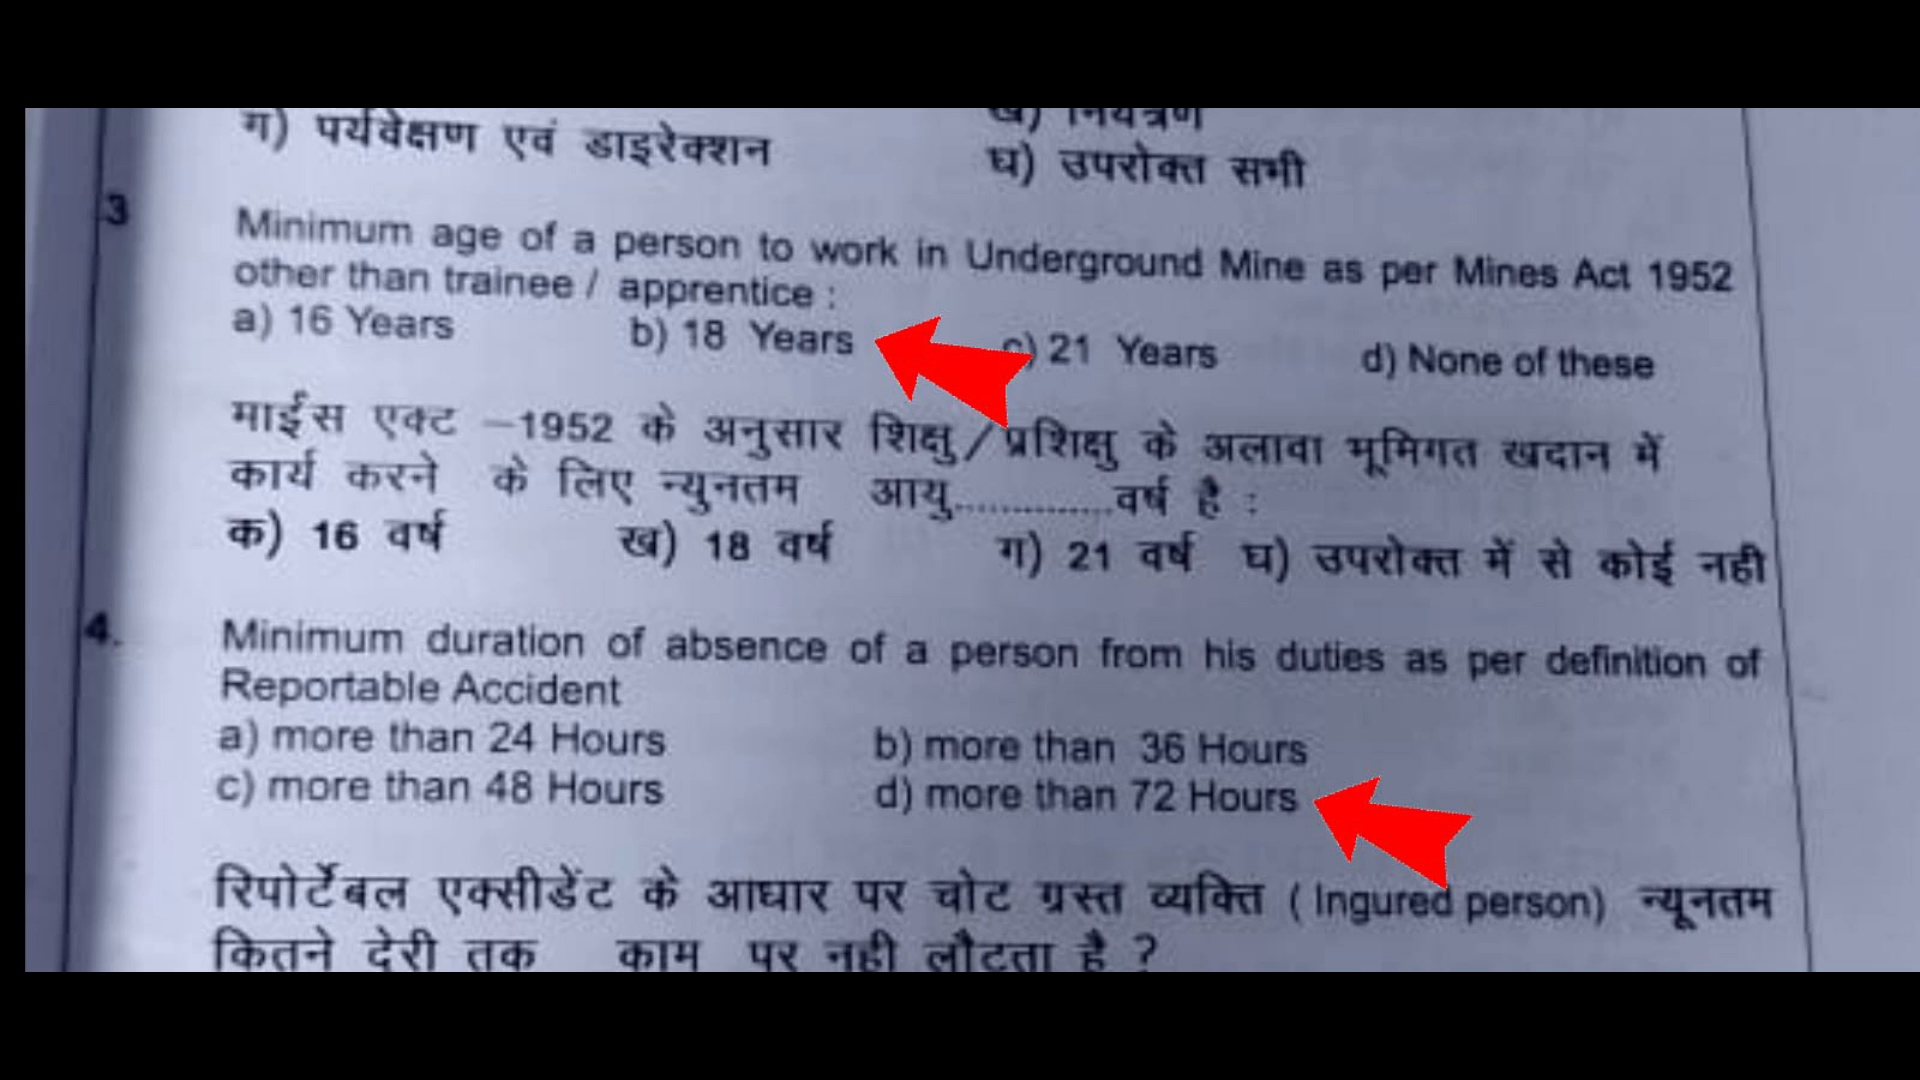 ग) पर्यवेक्षण एवं डाइरेक्शन
ख) नियंत्रण
घ) उपरोक्त सभी
3
Minimum age of a person to work in Underground Mine as per Mines Act 1952
other than trainee / apprentice :
a) 16 Years b) 18 Years c) 21 Years d) None of these
माईंस एक्ट –1952 के अनुसार शिक्षु/प्रशिक्षु के अलावा भूमिगत खदान में
कार्य करने के लिए न्युनतम आयु.............वर्ष है :
क) 16 वर्ष ख) 18 वर्ष ग) 21 वर्ष घ) उपरोक्त में से कोई नही
4.
Minimum duration of absence of a person from his duties as per definition of
Reportable Accident
a) more than 24 Hours b) more than 36 Hours
c) more than 48 Hours d) more than 72 Hours
रिपोर्टेबल एक्सीडेंट के आधार पर चोट ग्रस्त व्यक्ति ( Ingured person) न्यूनतम
कितने देरी तक काम पर नही लौटता है ?